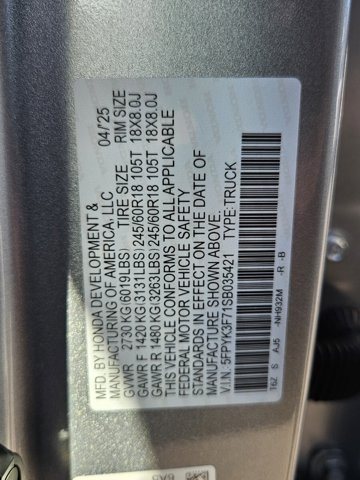 MFD. BY HONDA DEVELOPMENT & 04/25
MANUFACTURING OF AMERICA, LLC
GVWR 2730 KG(6019LBS) TIRE SIZE RIM SIZE
GAWR F 1420 KG(3131LBS)245/60R18 105T 18X8.0J
GAWR R 1480 KG(3263LBS)245/60R18 105T 18X8.0J
THIS VEHICLE CONFORMS TO ALL APPLICABLE
FEDERAL MOTOR VEHICLE SAFETY
STANDARDS IN EFFECT ON THE DATE OF
MANUFACTURE SHOWN ABOVE.
V.I.N.: 5FPYK3F71SB035421 TYPE:TRUCK
T6Z S AJ5 -NH932M -R -B